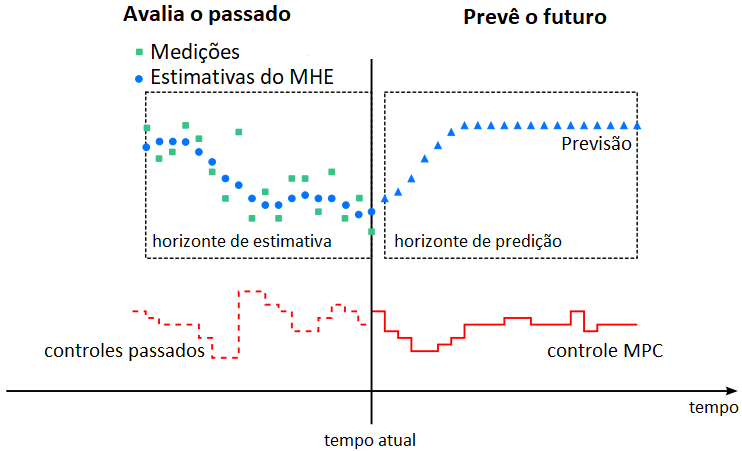 Avalia o passado
Prevê o futuro
Medições
Estimativas do MHE
Previsão
horizonte de estimativa
horizonte de predição
controles passados
controle MPC
tempo
tempo atual